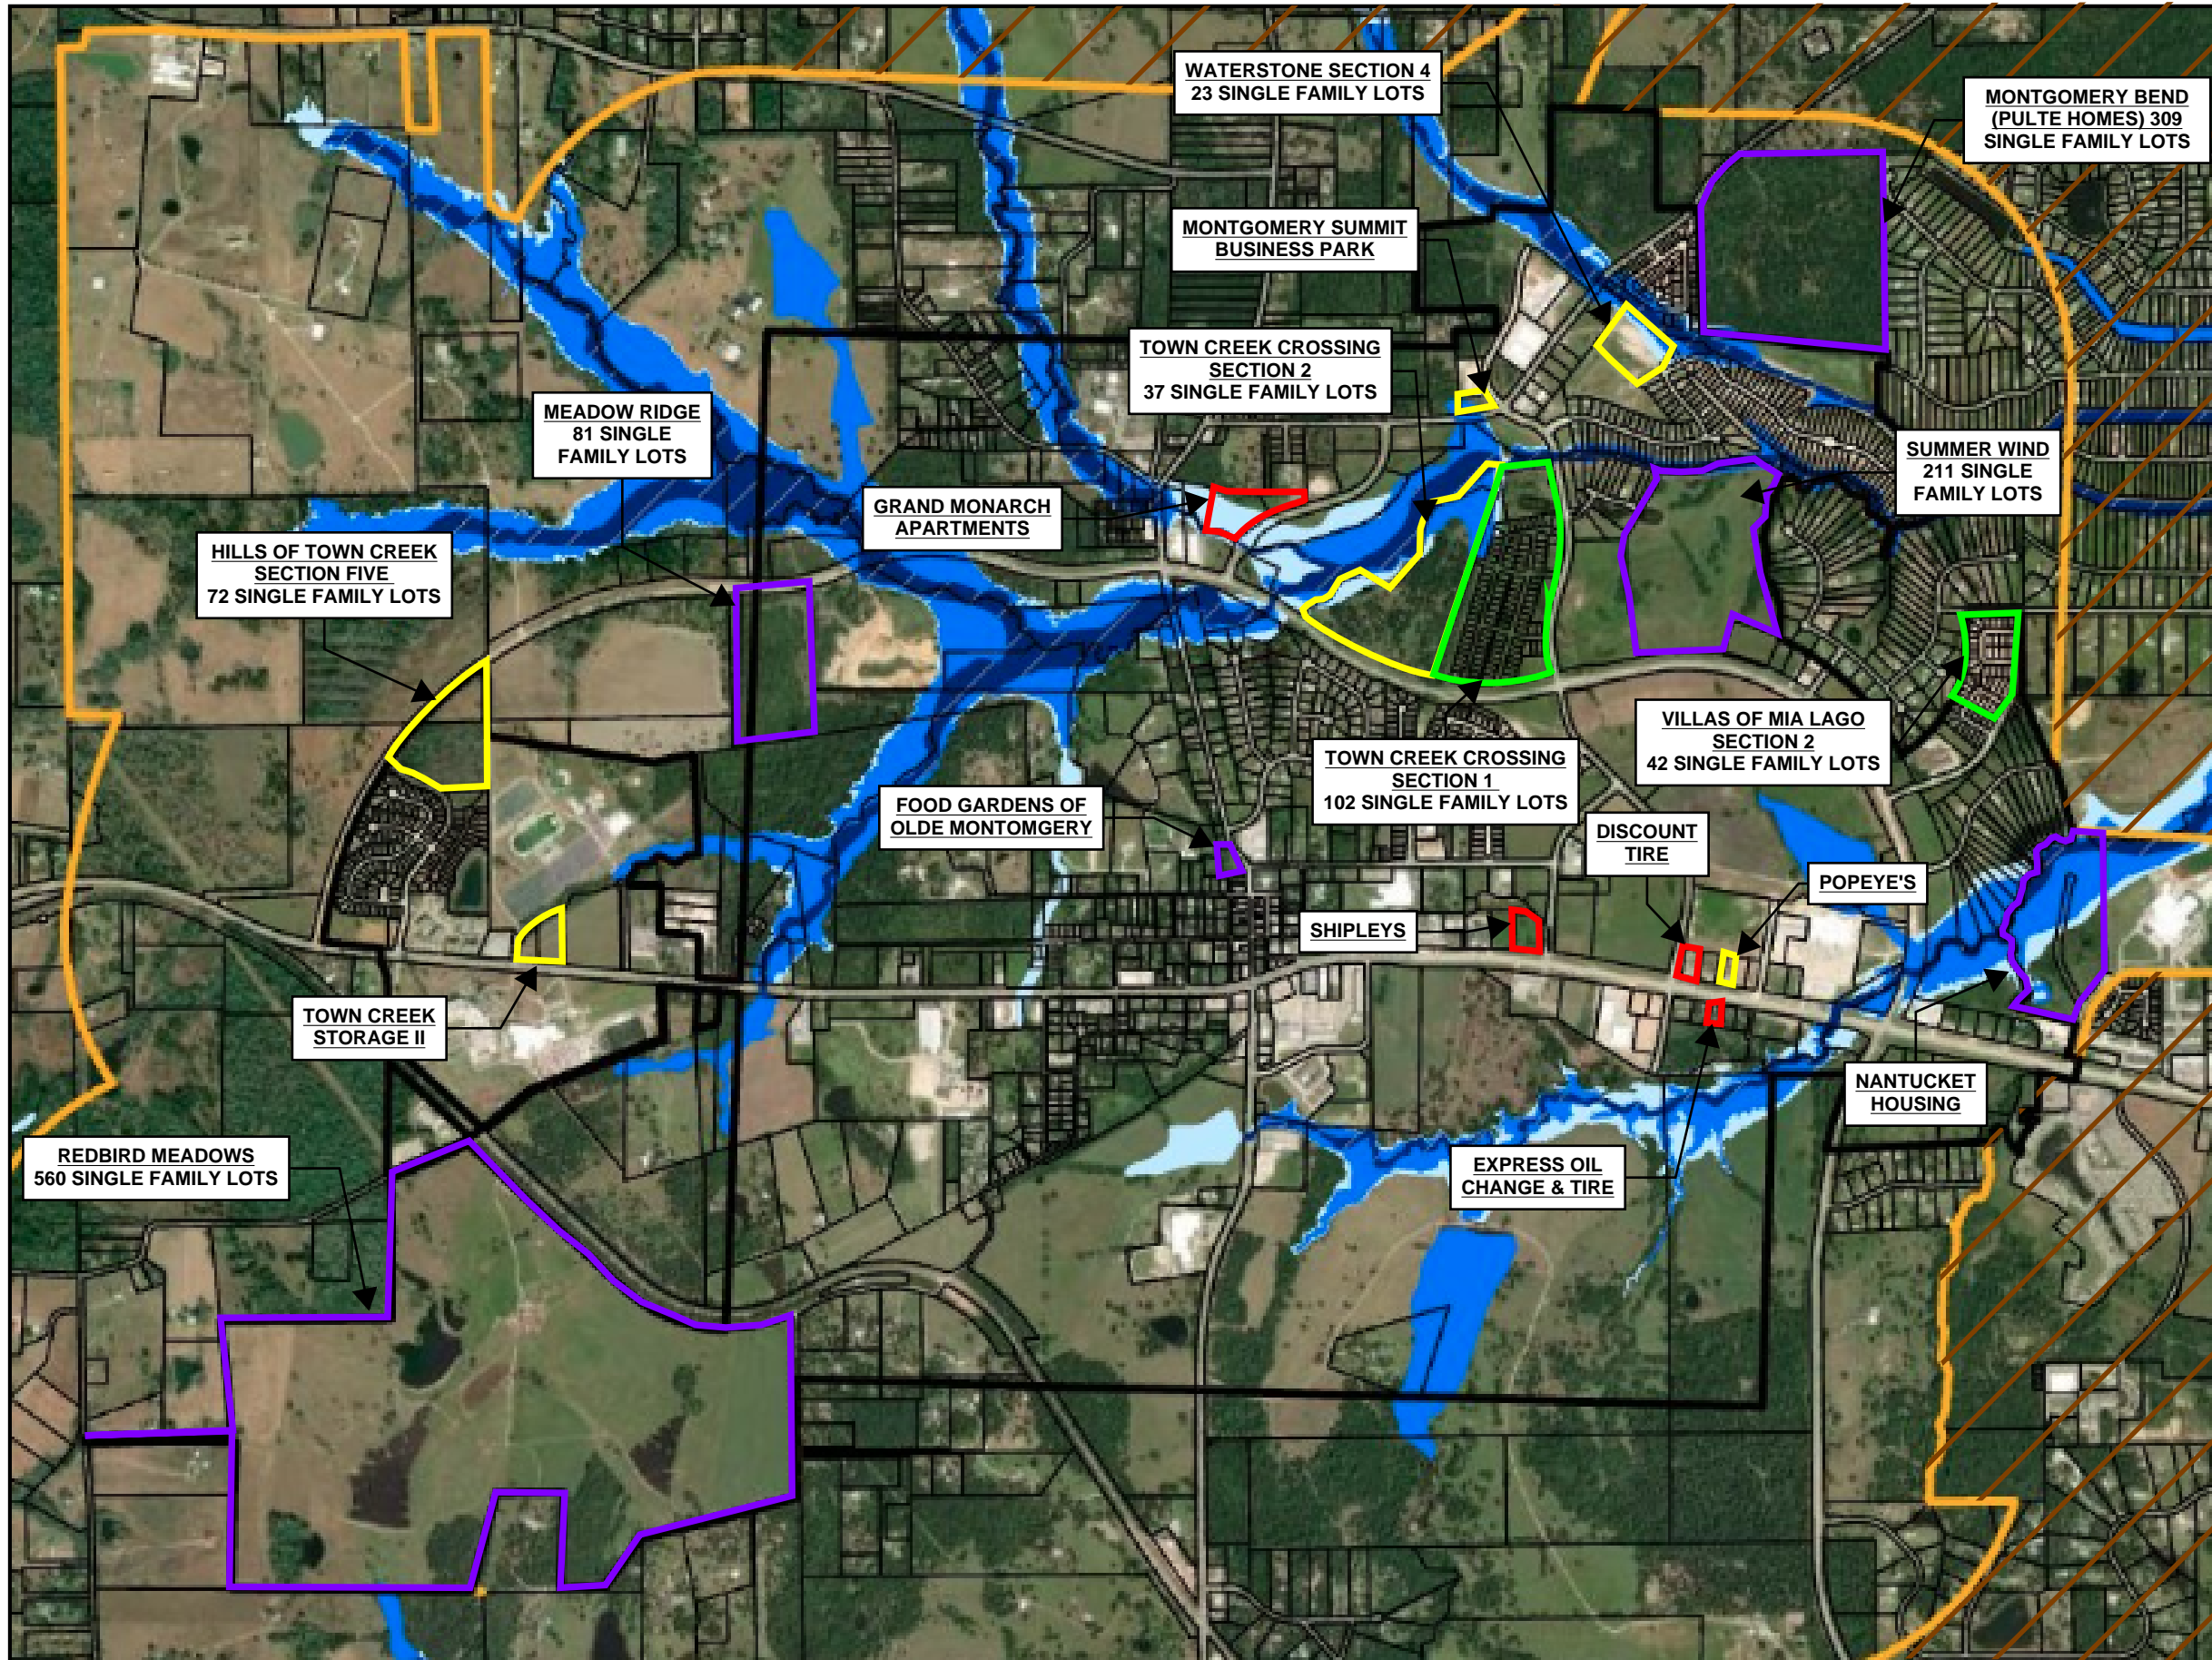 WATERSTONE SECTION 4
23 SINGLE FAMILY LOTS
MONTGOMERY BEND
(PULTE HOMES) 309
SINGLE FAMILY LOTS
MONTGOMERY SUMMIT
BUSINESS PARK
TOWN CREEK CROSSING
SECTION 2
37 SINGLE FAMILY LOTS
MEADOW RIDGE
81 SINGLE
FAMILY LOTS
SUMMER WIND
211 SINGLE
FAMILY LOTS
GRAND MONARCH
APARTMENTS
HILLS OF TOWN CREEK
SECTION FIVE
72 SINGLE FAMILY LOTS
VILLAS OF MIA LAGO
SECTION 2
42 SINGLE FAMILY LOTS
TOWN CREEK CROSSING
SECTION 1
102 SINGLE FAMILY LOTS
FOOD GARDENS OF
OLDE MONTOMGERY
DISCOUNT
TIRE
POPEYE'S
SHIPLEYS
TOWN CREEK
STORAGE II
NANTUCKET
HOUSING
REDBIRD MEADOWS
560 SINGLE FAMILY LOTS
EXPRESS OIL
CHANGE & TIRE